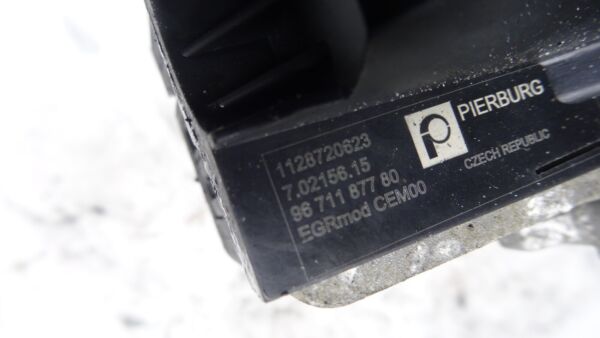 PIERBURG
CZECH REPUBLIC
1128720623
7.02156.15
96 711 877 80
EGRmod CEM00